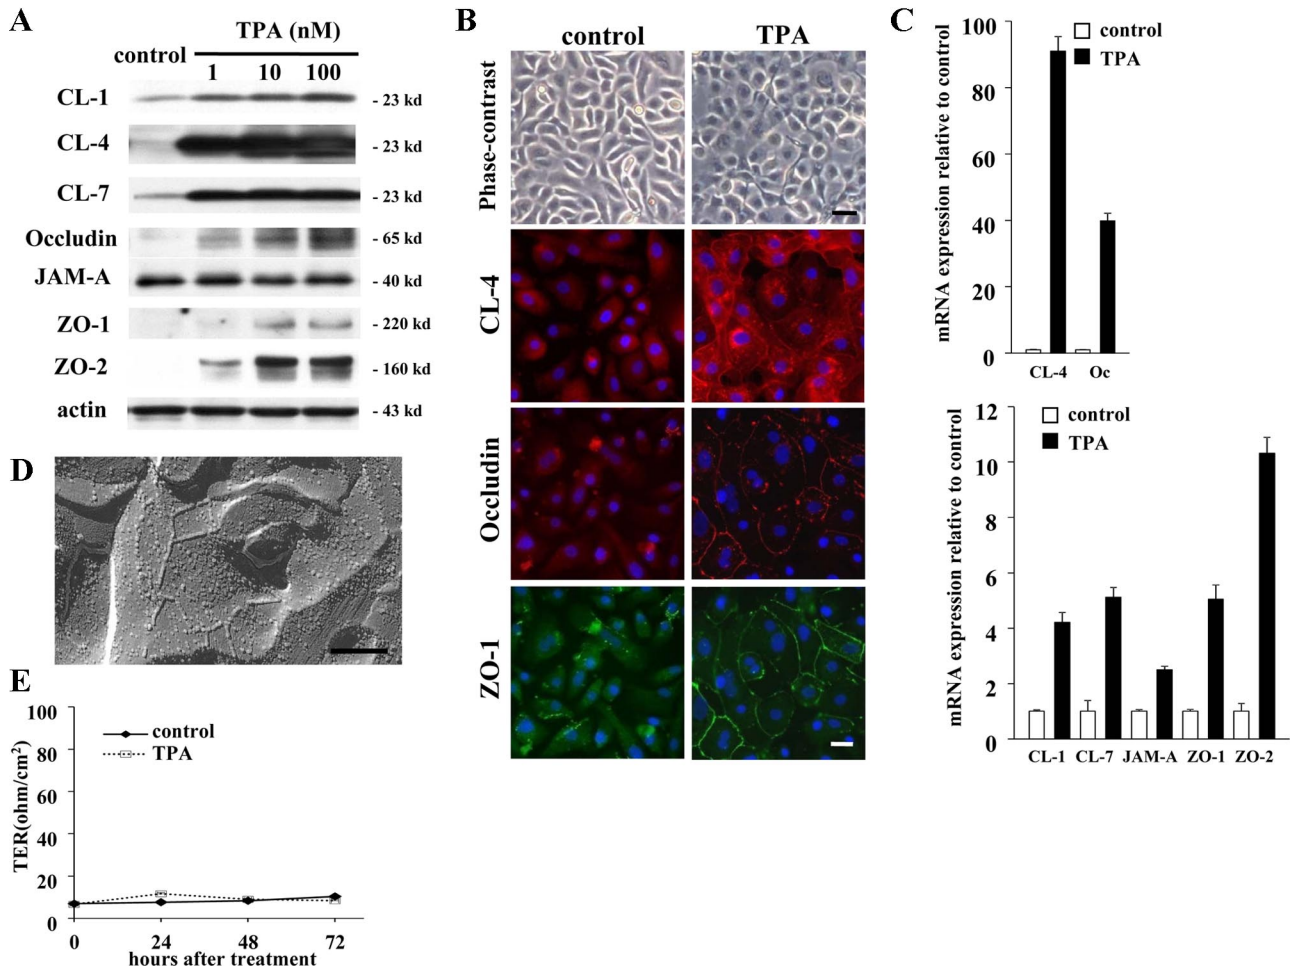 A
TPA (nM)
control
1 10 100
CL-1 - 23 kd
CL-4 - 23 kd
CL-7 - 23 kd
Occludin - 65 kd
JAM-A - 40 kd
ZO-1 - 220 kd
ZO-2 - 160 kd
actin - 43 kd
B
control TPA
Phase-contrast
CL-4
Occludin
ZO-1
C
mRNA expression relative to control
100
80
60
40
20
0
control
TPA
CL-4 Oc
mRNA expression relative to control
12
10
8
6
4
2
0
control
TPA
CL-1 CL-7 JAM-A ZO-1 ZO-2
D
E
TER(ohm/cm²)
100
80
60
40
20
0
control
TPA
0 24 48 72
hours after treatment